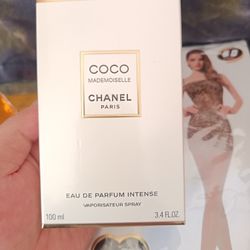 COCO
MADEMOISELLE
CHANEL
PARIS
EAU DE PARFUM INTENSE
VAPORISATEUR SPRAY
100 ml 3.4 FL.OZ.